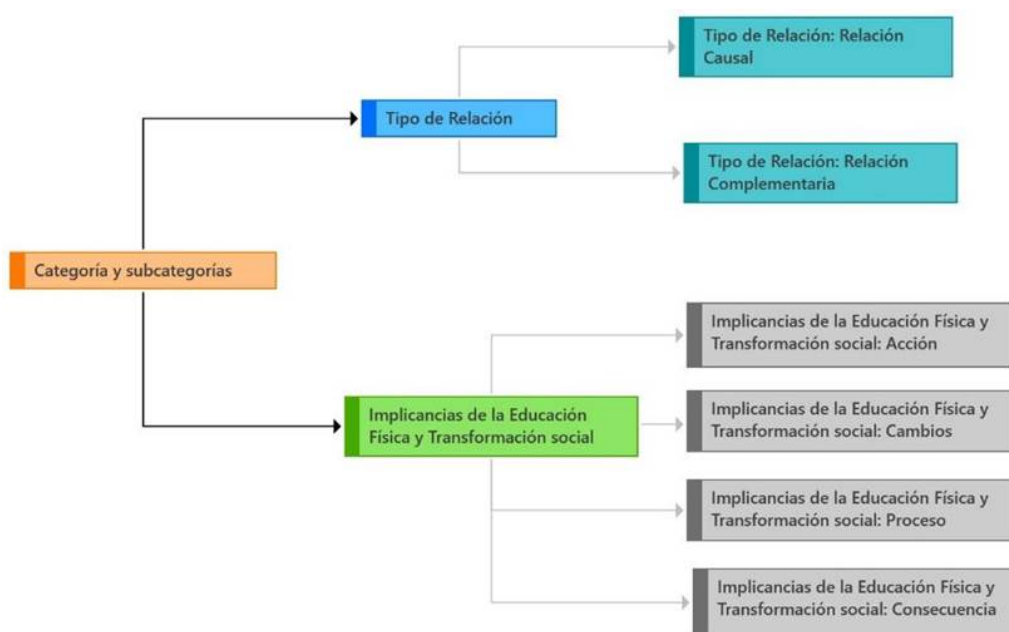 Tipo de Relación: Relación
Causal
Tipo de Relación
Tipo de Relación: Relación
Complementaria
Categoría y subcategorías
Implicancias de la Educación Física y
Transformación social: Acción
Implicancias de la Educación
Física y Transformación social
Implicancias de la Educación Física y
Transformación social: Cambios
Implicancias de la Educación Física y
Transformación social: Proceso
Implicancias de la Educación Física y
Transformación social: Consecuencia